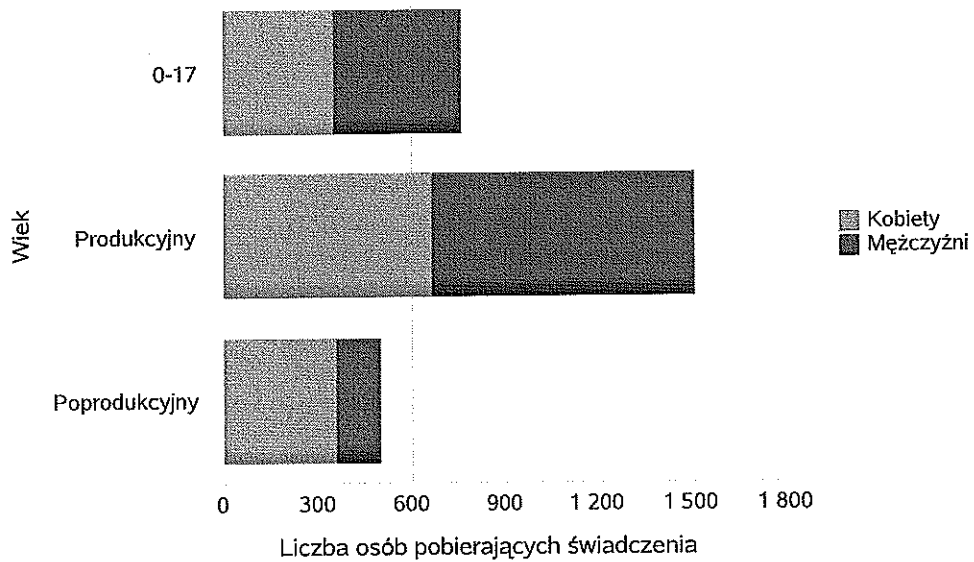 0-17
Produkcyjny
Poprodukcyjny
Wiek
0 300 600 900 1 200 1 500 1 800
Liczba osób pobierających świadczenia
Kobiety
Mężczyźni